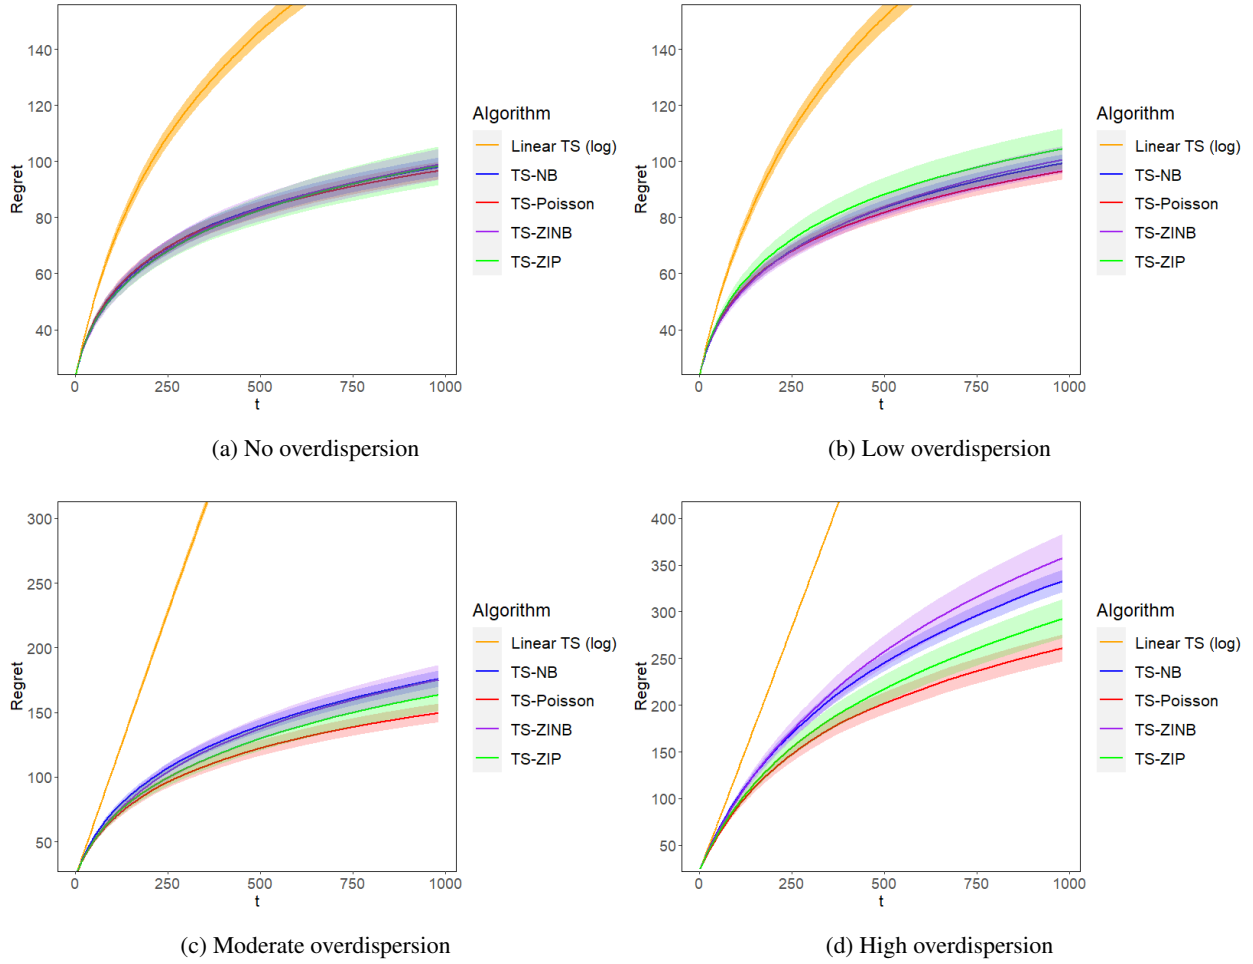 140
120
100
80
60
40
Regret
0
250
500
750
1000
t
Algorithm
Linear TS (log)
TS-NB
TS-Poisson
TS-ZINB
TS-ZIP
(a) No overdispersion
140
120
100
80
60
40
Regret
0
250
500
750
1000
t
Algorithm
Linear TS (log)
TS-NB
TS-Poisson
TS-ZINB
TS-ZIP
(b) Low overdispersion
300
250
200
150
100
50
Regret
0
250
500
750
1000
t
Algorithm
Linear TS (log)
TS-NB
TS-Poisson
TS-ZINB
TS-ZIP
(c) Moderate overdispersion
400
350
300
250
200
150
100
50
Regret
0
250
500
750
1000
t
Algorithm
Linear TS (log)
TS-NB
TS-Poisson
TS-ZINB
TS-ZIP
(d) High overdispersion